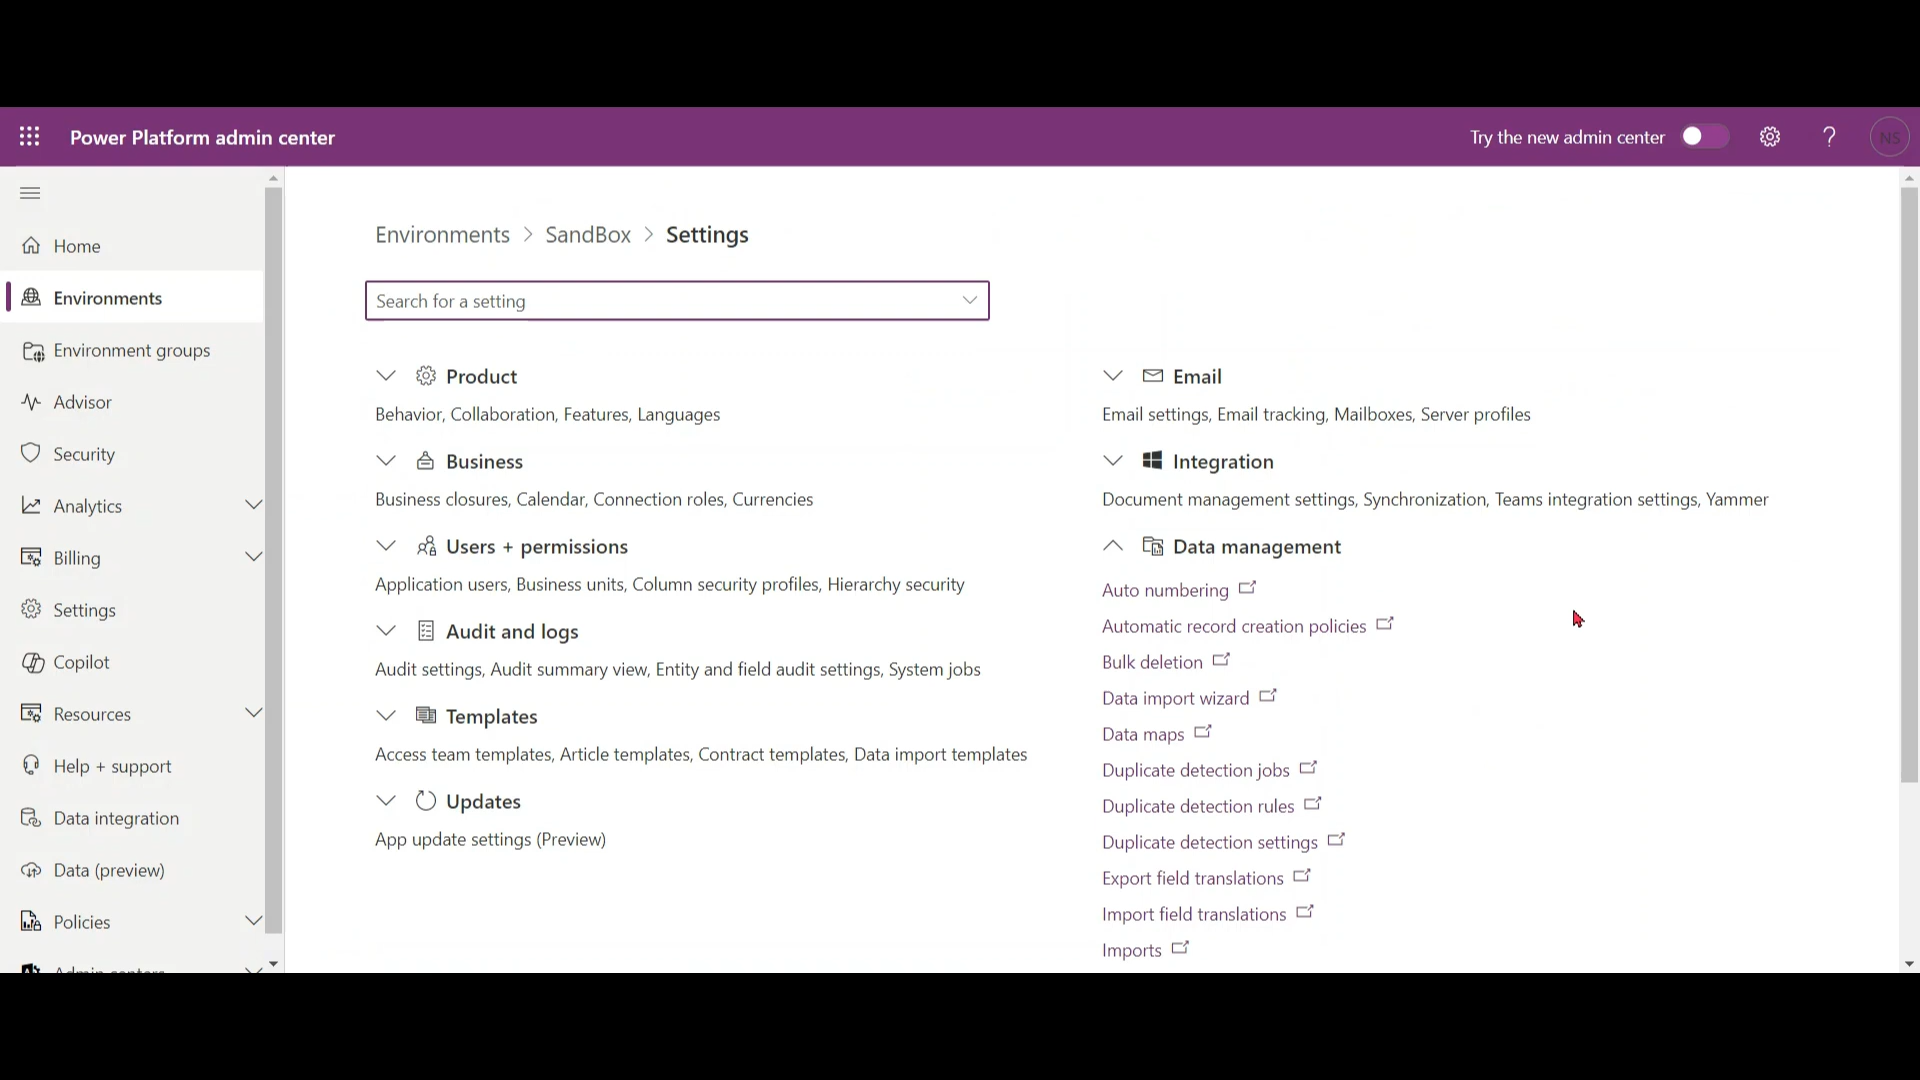 Power Platform admin center
Try the new admin center
NS
Home
Environments
Environment groups
Advisor
Security
Analytics
Billing
Settings
Copilot
Resources
Help + support
Data integration
Data (preview)
Policies
Admin centers
Environments > SandBox > Settings
Search for a setting
Product
Behavior, Collaboration, Features, Languages
Business
Business closures, Calendar, Connection roles, Currencies
Users + permissions
Application users, Business units, Column security profiles, Hierarchy security
Audit and logs
Audit settings, Audit summary view, Entity and field audit settings, System jobs
Templates
Access team templates, Article templates, Contract templates, Data import templates
Updates
App update settings (Preview)
Email
Email settings, Email tracking, Mailboxes, Server profiles
Integration
Document management settings, Synchronization, Teams integration settings, Yammer
Data management
Auto numbering
Automatic record creation policies
Bulk deletion
Data import wizard
Data maps
Duplicate detection jobs
Duplicate detection rules
Duplicate detection settings
Export field translations
Import field translations
Imports